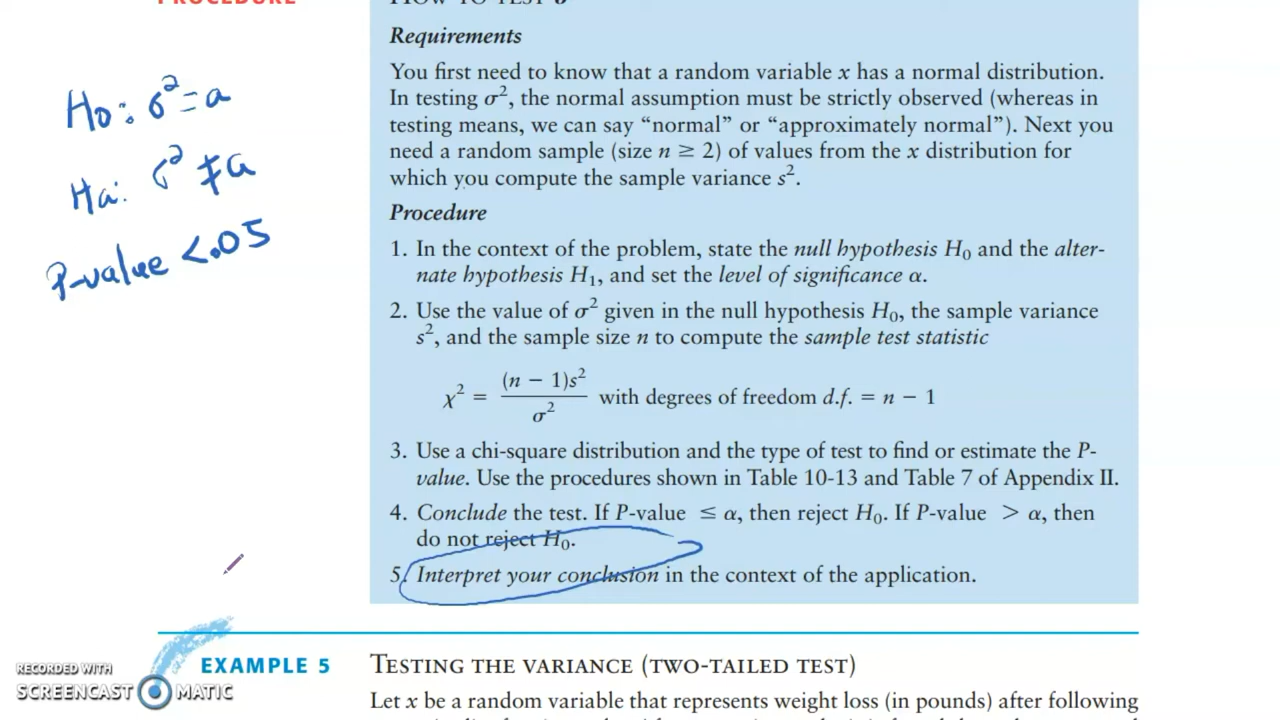 PROCEDURE
HOW TO TEST σ²
Requirements
You first need to know that a random variable x has a normal distribution.
In testing σ², the normal assumption must be strictly observed (whereas in
testing means, we can say “normal” or “approximately normal”). Next you
need a random sample (size n ≥ 2) of values from the x distribution for
which you compute the sample variance s².
Procedure
1. In the context of the problem, state the null hypothesis H₀ and the alter-
nate hypothesis H₁, and set the level of significance α.
2. Use the value of σ² given in the null hypothesis H₀, the sample variance
s², and the sample size n to compute the sample test statistic
χ² = (n − 1)s² / σ² with degrees of freedom d.f. = n − 1
3. Use a chi-square distribution and the type of test to find or estimate the P-
value. Use the procedures shown in Table 10-13 and Table 7 of Appendix II.
4. Conclude the test. If P-value ≤ α, then reject H₀. If P-value > α, then
do not reject H₀.
5. Interpret your conclusion in the context of the application.
H₀: σ² = a
Ha: σ² ≠ a
P-value < .05
EXAMPLE 5
TESTING THE VARIANCE (TWO-TAILED TEST)
Let x be a random variable that represents weight loss (in pounds) after following
RECORDED WITH
SCREENCAST MATIC